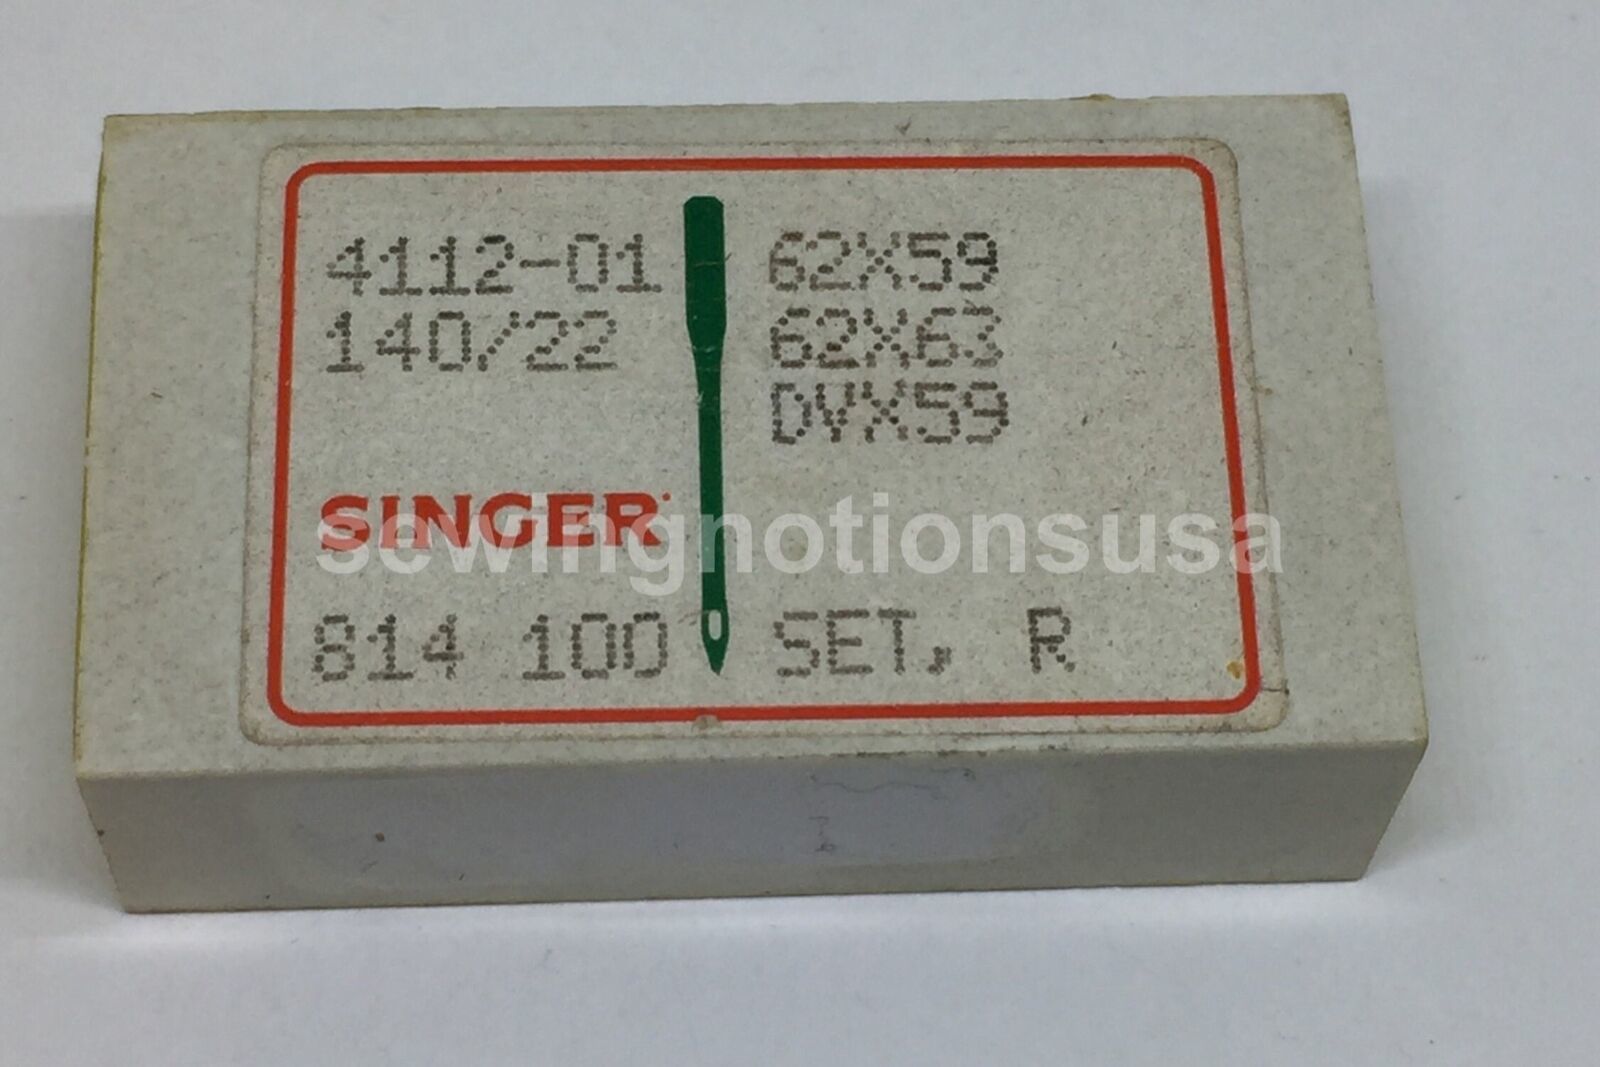 4112-01
140/22
62X59
62X63
DVX59
SINGER
sewingnotionsusa
814 100
SET. R